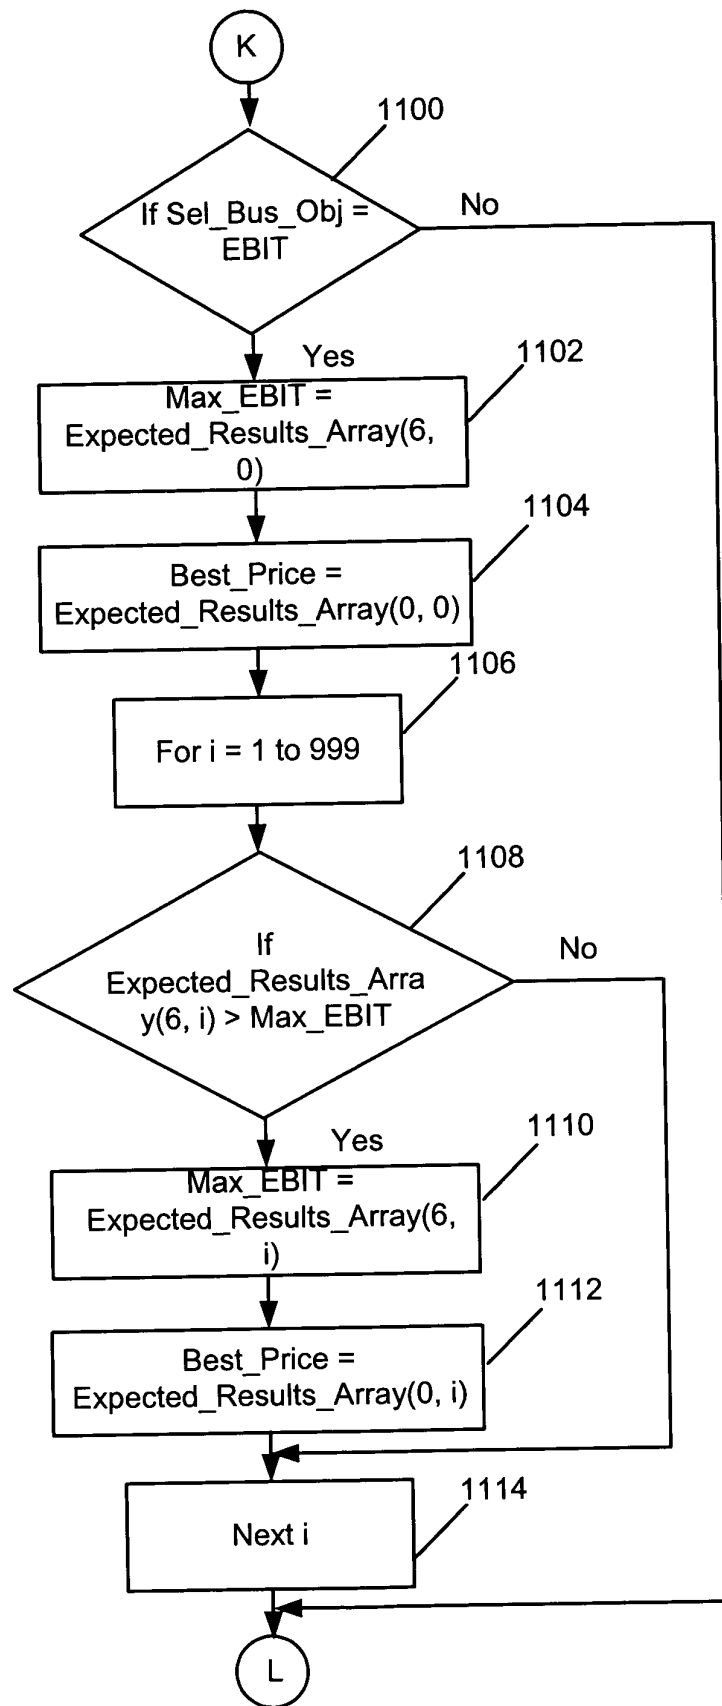 K
1100
If Sel_Bus_Obj =
EBIT
No
Yes
1102
Max_EBIT =
Expected_Results_Array(6,
0)
1104
Best_Price =
Expected_Results_Array(0, 0)
1106
For i = 1 to 999
1108
If
Expected_Results_Arra
y(6, i) > Max_EBIT
No
Yes
1110
Max_EBIT =
Expected_Results_Array(6,
i)
1112
Best_Price =
Expected_Results_Array(0, i)
1114
Next i
L